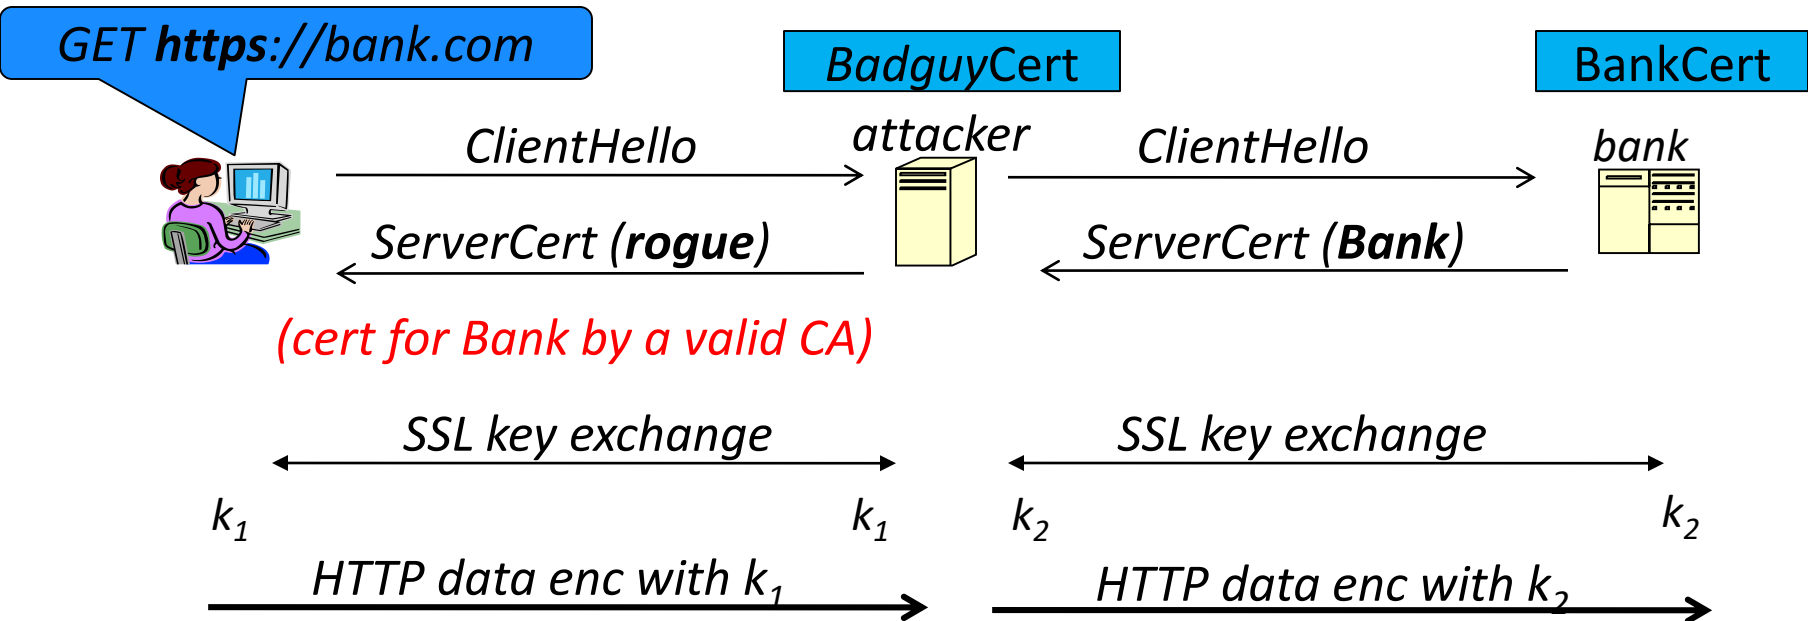 GET https://bank.com
BadguyCert
BankCert
attacker
bank
ClientHello
ClientHello
ServerCert (rogue)
ServerCert (Bank)
(cert for Bank by a valid CA)
SSL key exchange
SSL key exchange
k1
k1
k2
k2
HTTP data enc with k1
HTTP data enc with k2